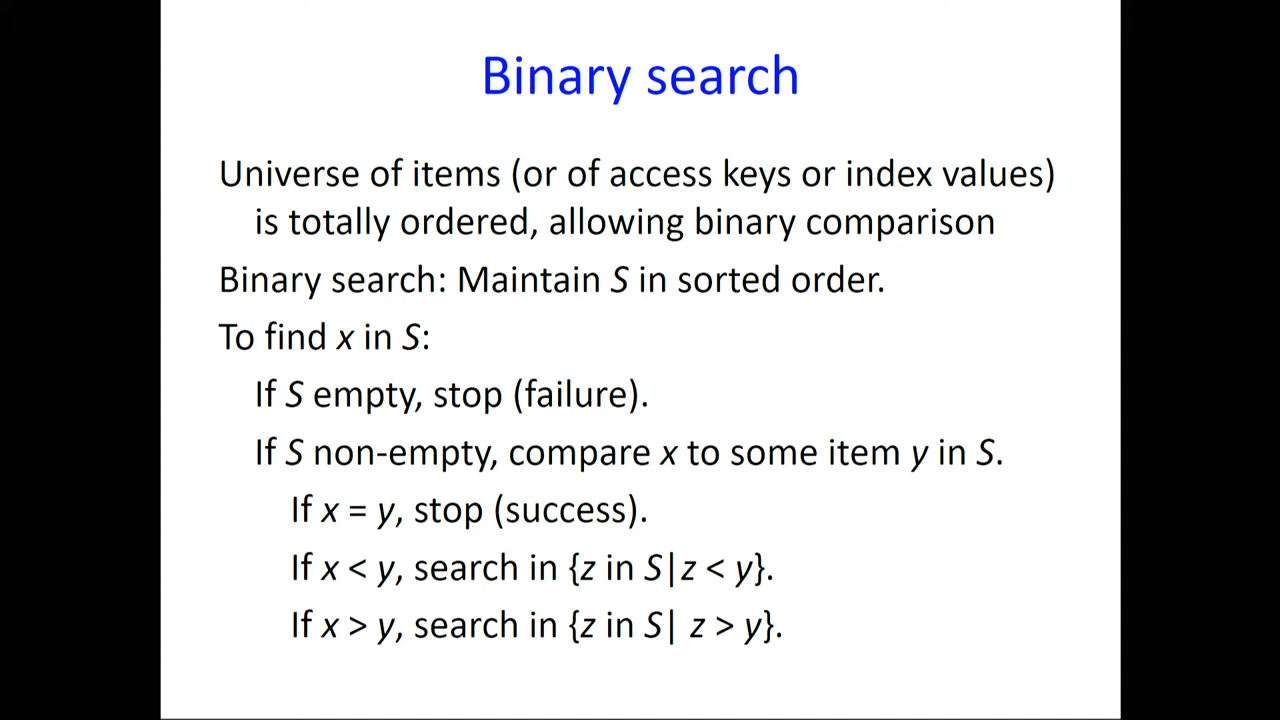 Binary search
Universe of items (or of access keys or index values)
is totally ordered, allowing binary comparison
Binary search: Maintain S in sorted order.
To find x in S:
If S empty, stop (failure).
If S non-empty, compare x to some item y in S.
If x = y, stop (success).
If x < y, search in {z in S|z < y}.
If x > y, search in {z in S| z > y}.